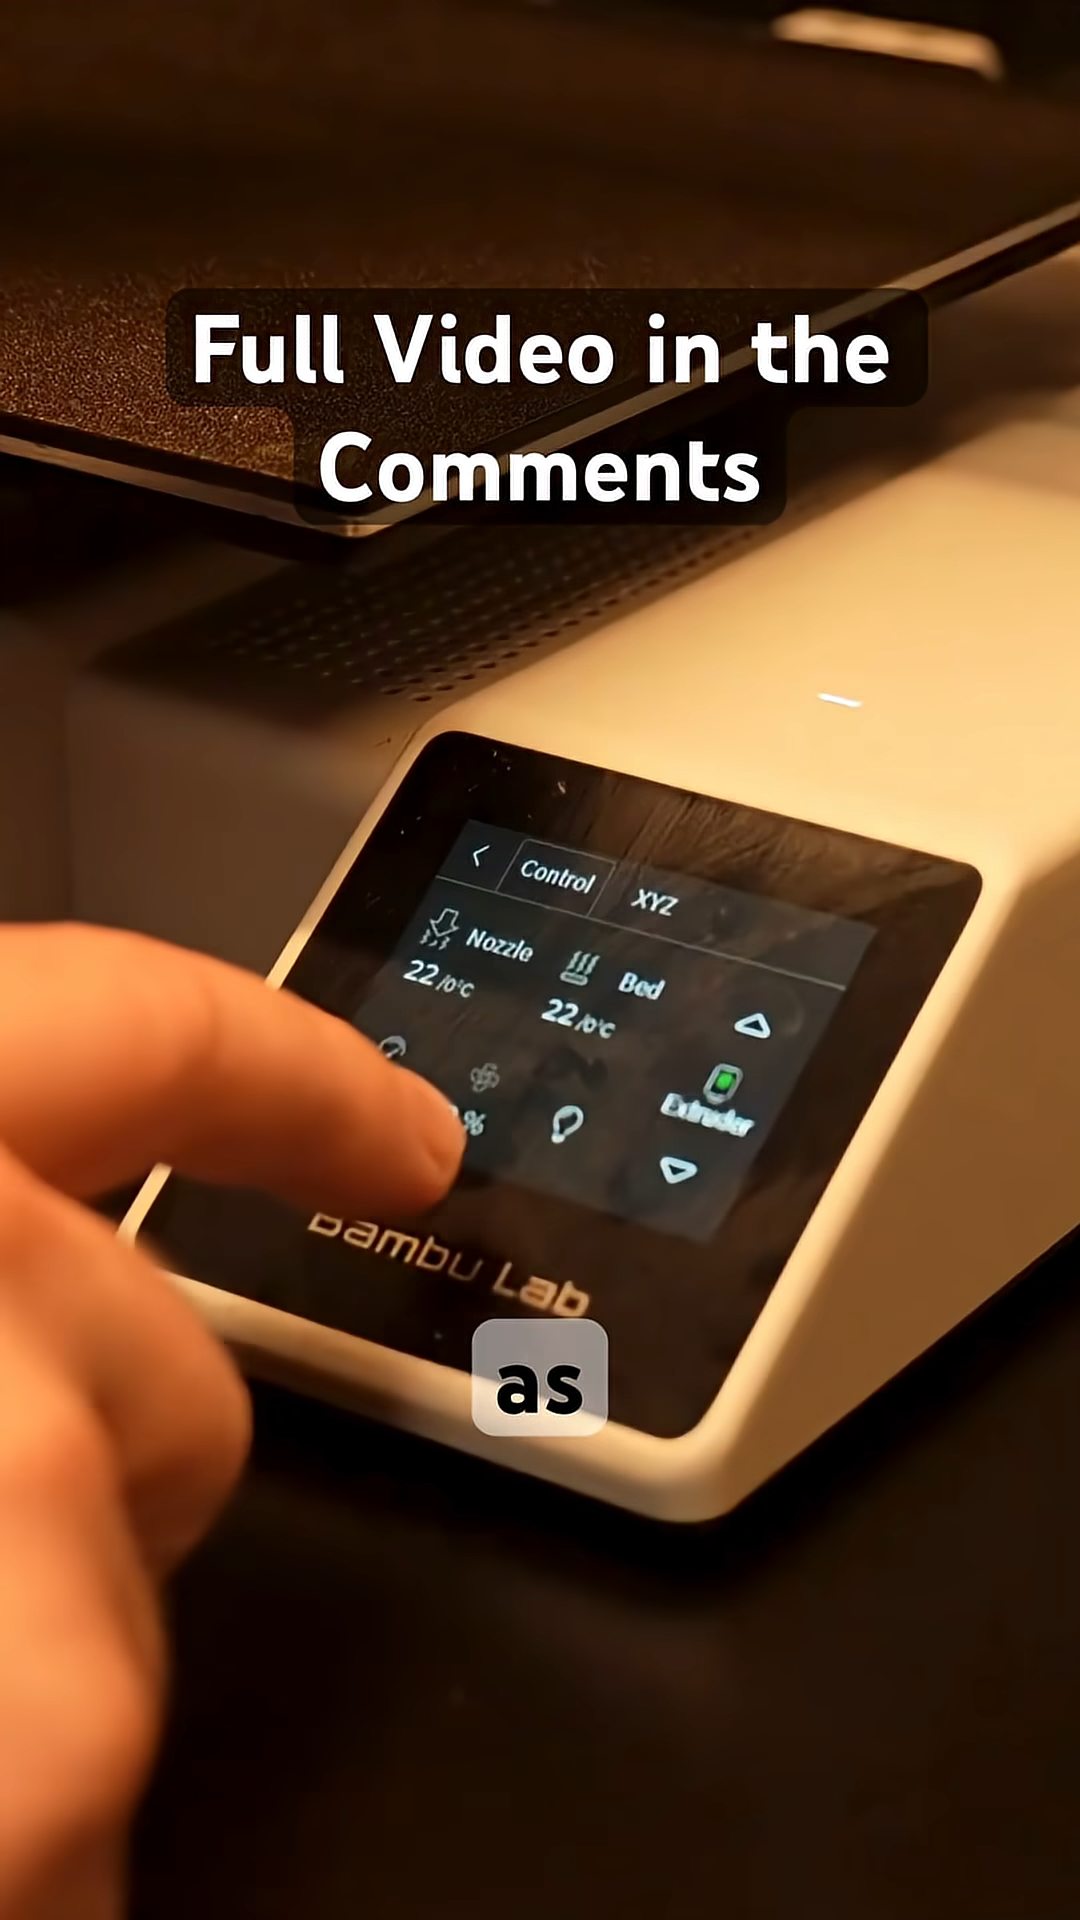 Full Video in the
Comments
Control XYZ
Nozzle Bed
22/0°C 22/0°C
%
Extruder
Bambu Lab
as